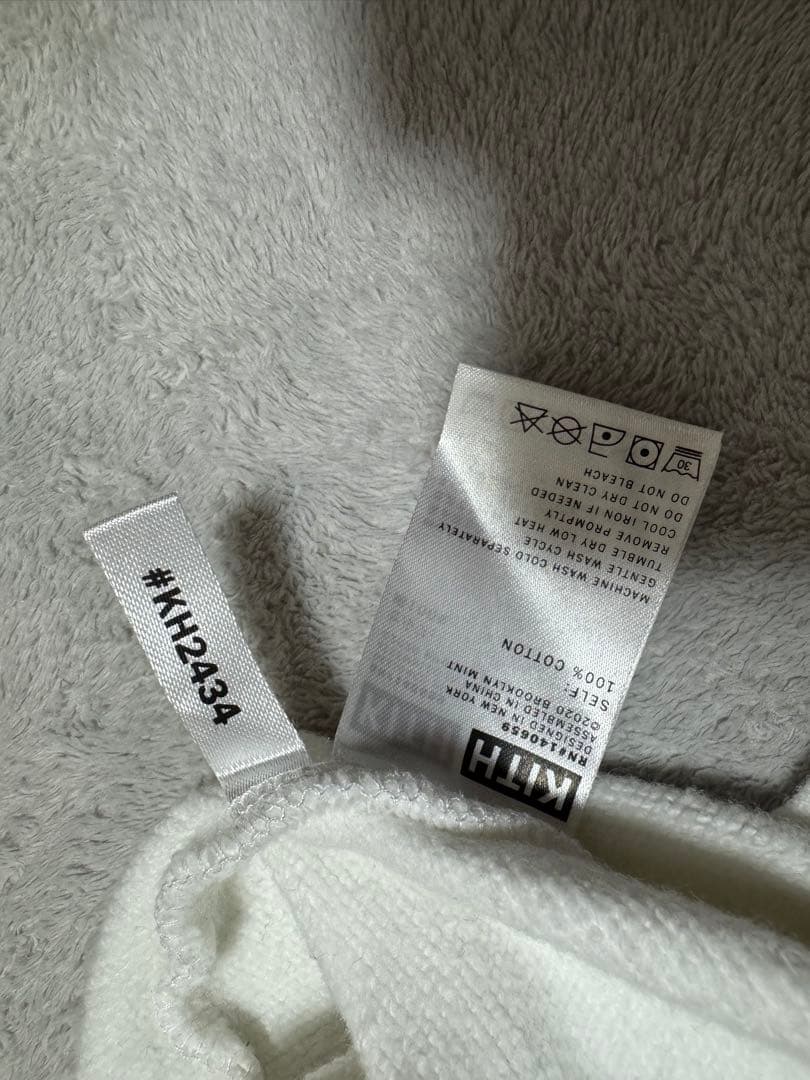 #KH2434
KITH
RN#140659
DESIGNED IN NEW YORK
ASSEMBLED IN CHINA
©2020 BROOKLYN MINT
SELF:
100% COTTON
MACHINE WASH COLD SEPARATELY
GENTLE WASH CYCLE
TUMBLE DRY LOW HEAT
REMOVE PROMPTLY
COOL IRON IF NEEDED
DO NOT DRY CLEAN
DO NOT BLEACH
30